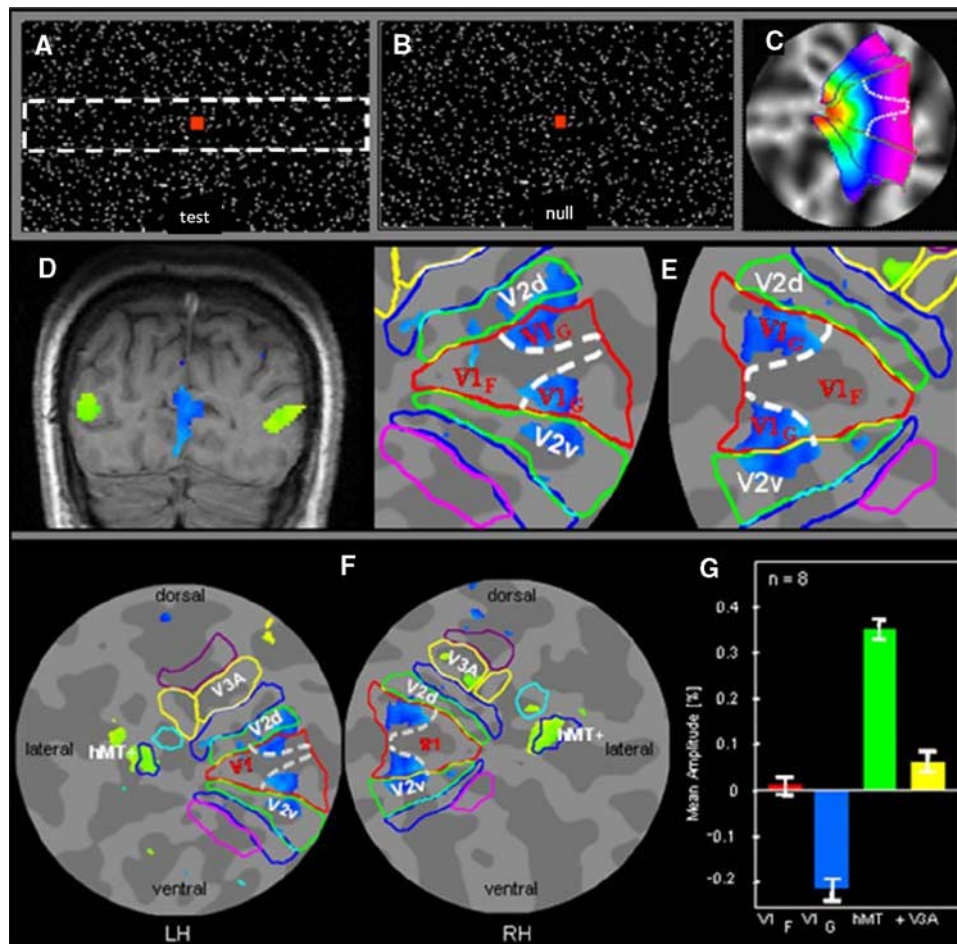 A
B
C
test
null
D
E
V2d
V1G
V1F
V1G
V2v
V2d
V1G
V1F
V1G
V2v
F
G
dorsal
V3A
V2d
lateral
hMT+
V1
V2v
ventral
LH
dorsal
V3A
V2d
V1
hMT+
lateral
V2v
ventral
RH
n = 8
Mean Amplitude [%]
0.4
0.3
0.2
0.1
0
-0.1
-0.2
V1 F V1 G hMT + V3A